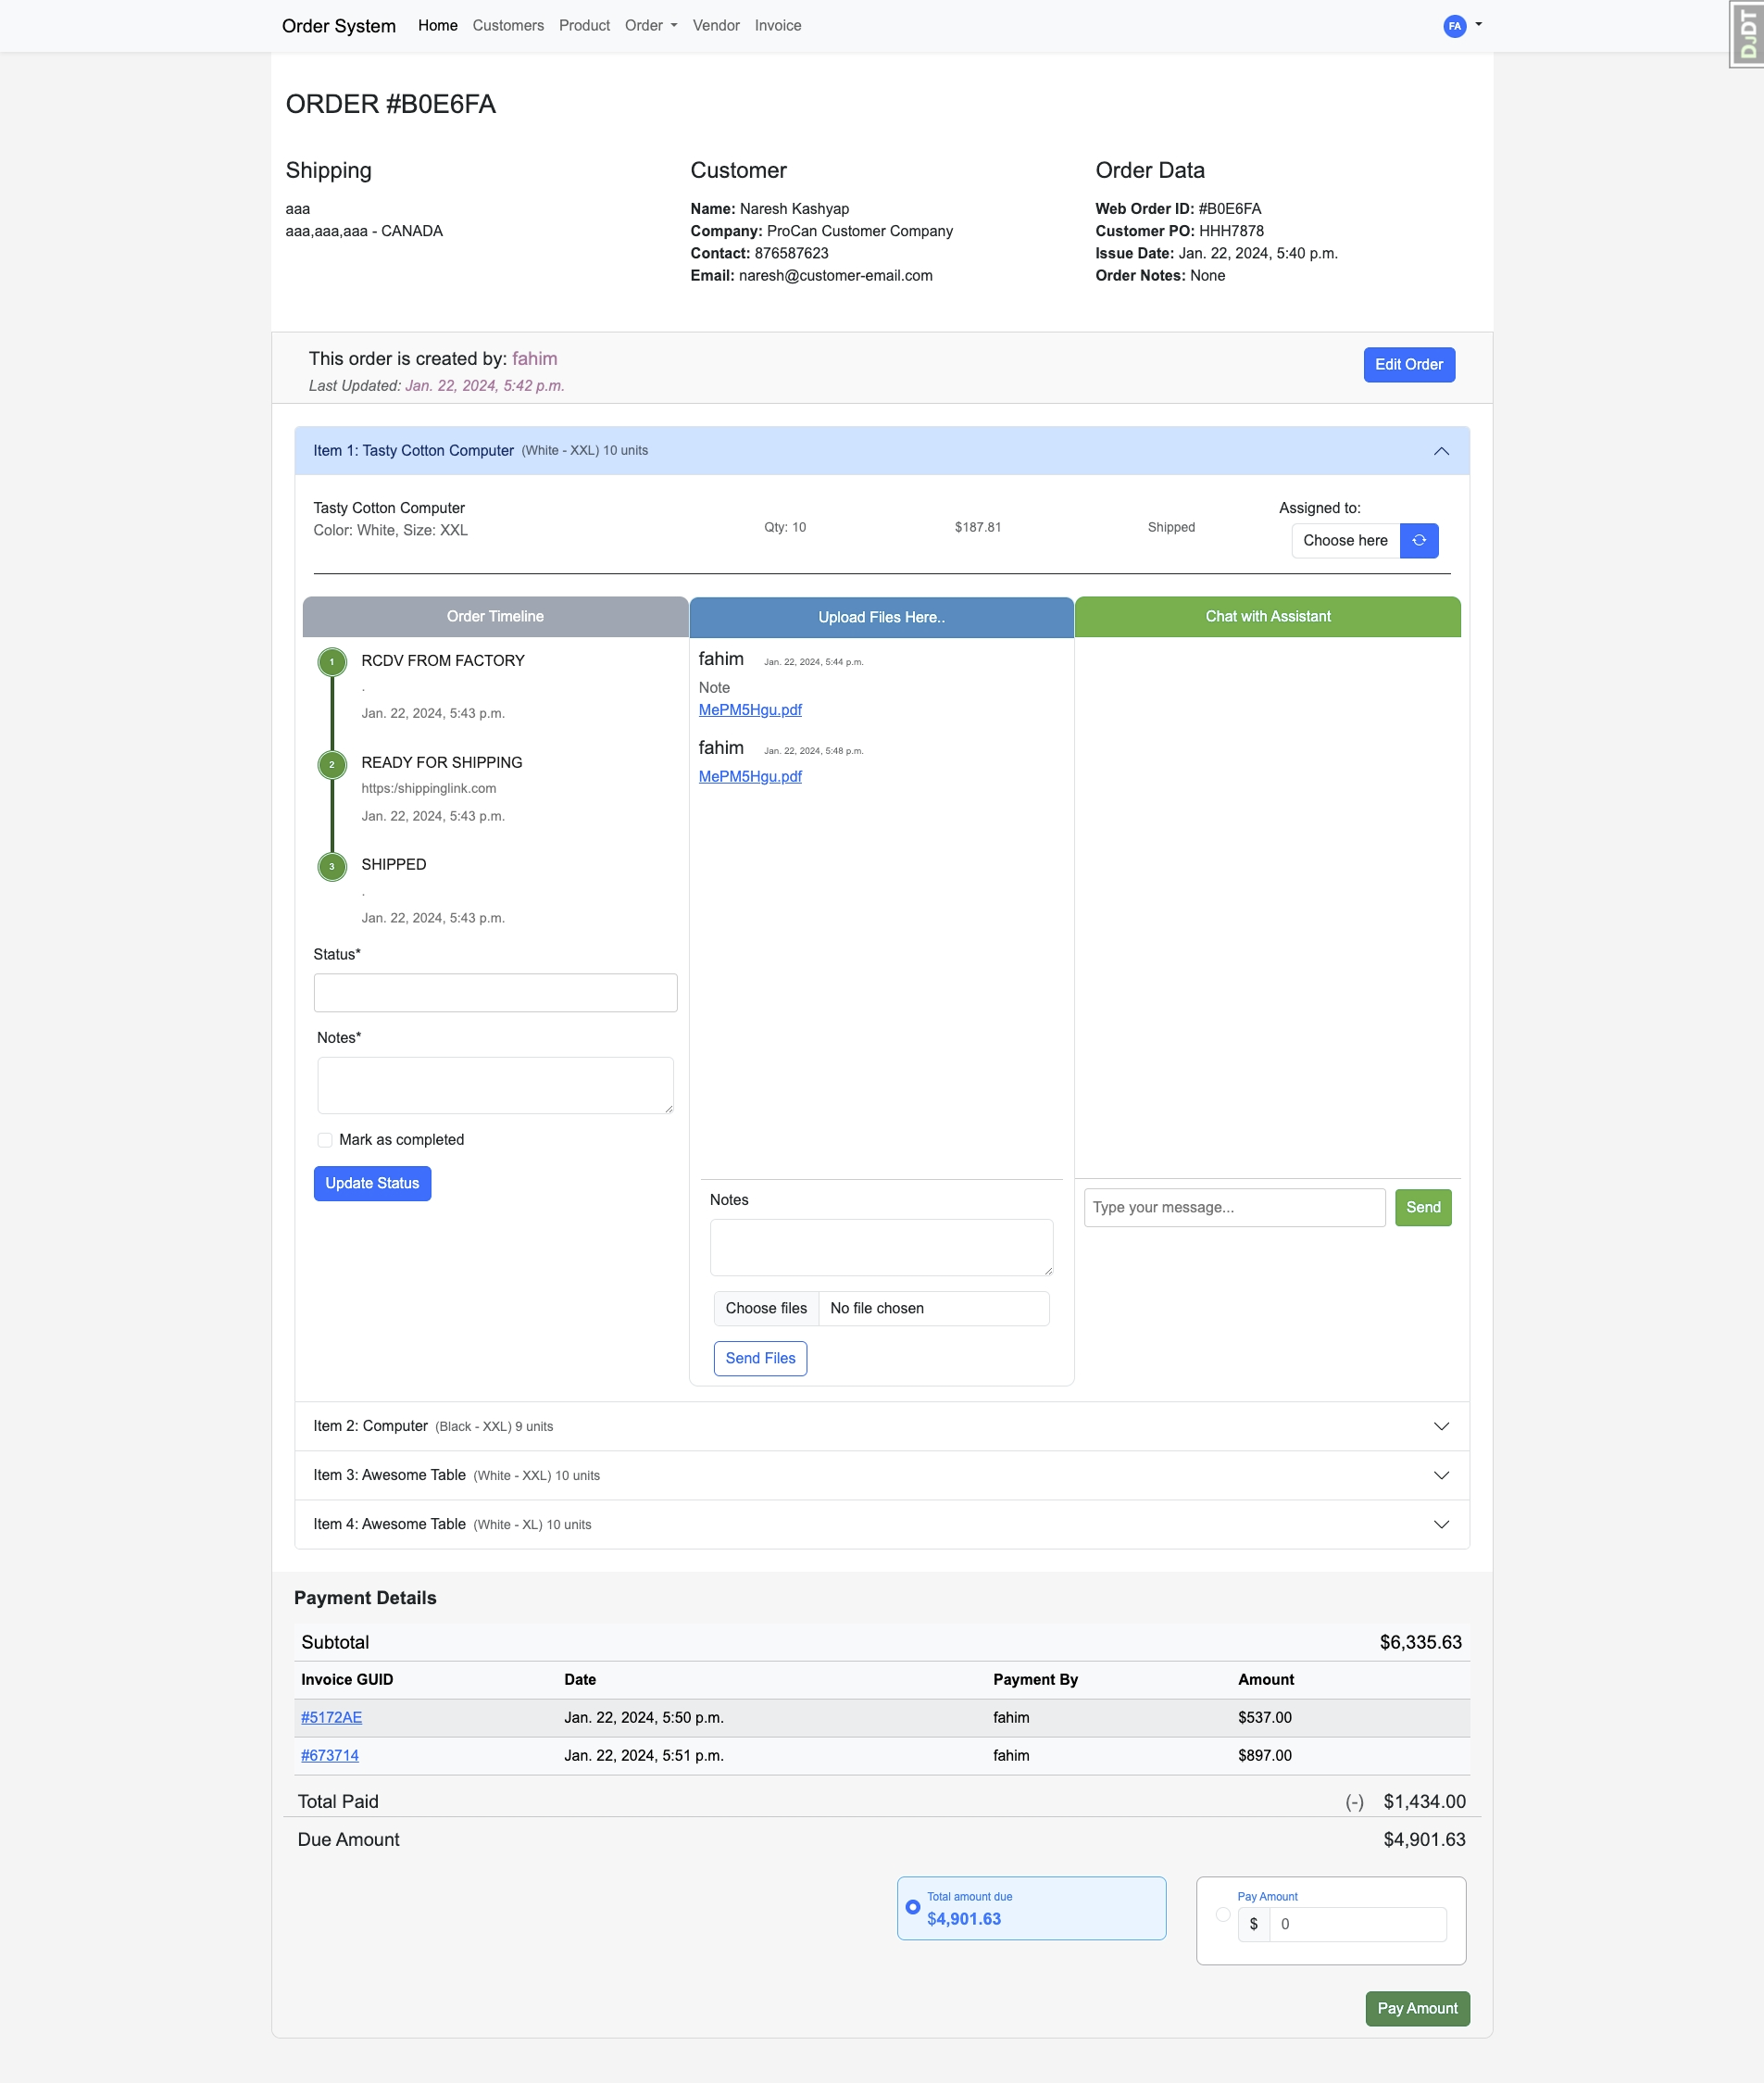 Order System Home Customers Product Order Vendor Invoice FA
DJDT
ORDER #B0E6FA
Shipping
aaa
aaa,aaa,aaa - CANADA
Customer
Name: Naresh Kashyap
Company: ProCan Customer Company
Contact: 876587623
Email: naresh@customer-email.com
Order Data
Web Order ID: #B0E6FA
Customer PO: HHH7878
Issue Date: Jan. 22, 2024, 5:40 p.m.
Order Notes: None
This order is created by: fahim
Last Updated: Jan. 22, 2024, 5:42 p.m.
Edit Order
Item 1: Tasty Cotton Computer (White - XXL) 10 units
Tasty Cotton Computer
Color: White, Size: XXL
Qty: 10
$187.81
Shipped
Assigned to:
Choose here
Order Timeline
1
RCDV FROM FACTORY
.
Jan. 22, 2024, 5:43 p.m.
2
READY FOR SHIPPING
https:/shippinglink.com
Jan. 22, 2024, 5:43 p.m.
3
SHIPPED
.
Jan. 22, 2024, 5:43 p.m.
Status*
Notes*
Mark as completed
Update Status
Upload Files Here..
fahim Jan. 22, 2024, 5:44 p.m.
Note
MePM5Hgu.pdf
fahim Jan. 22, 2024, 5:48 p.m.
MePM5Hgu.pdf
Notes
Choose files No file chosen
Send Files
Chat with Assistant
Type your message... Send
Item 2: Computer (Black - XXL) 9 units
Item 3: Awesome Table (White - XXL) 10 units
Item 4: Awesome Table (White - XL) 10 units
Payment Details
Subtotal $6,335.63
Invoice GUID Date Payment By Amount
#5172AE Jan. 22, 2024, 5:50 p.m. fahim $537.00
#673714 Jan. 22, 2024, 5:51 p.m. fahim $897.00
Total Paid (-) $1,434.00
Due Amount $4,901.63
Total amount due
$4,901.63
Pay Amount
$ 0
Pay Amount